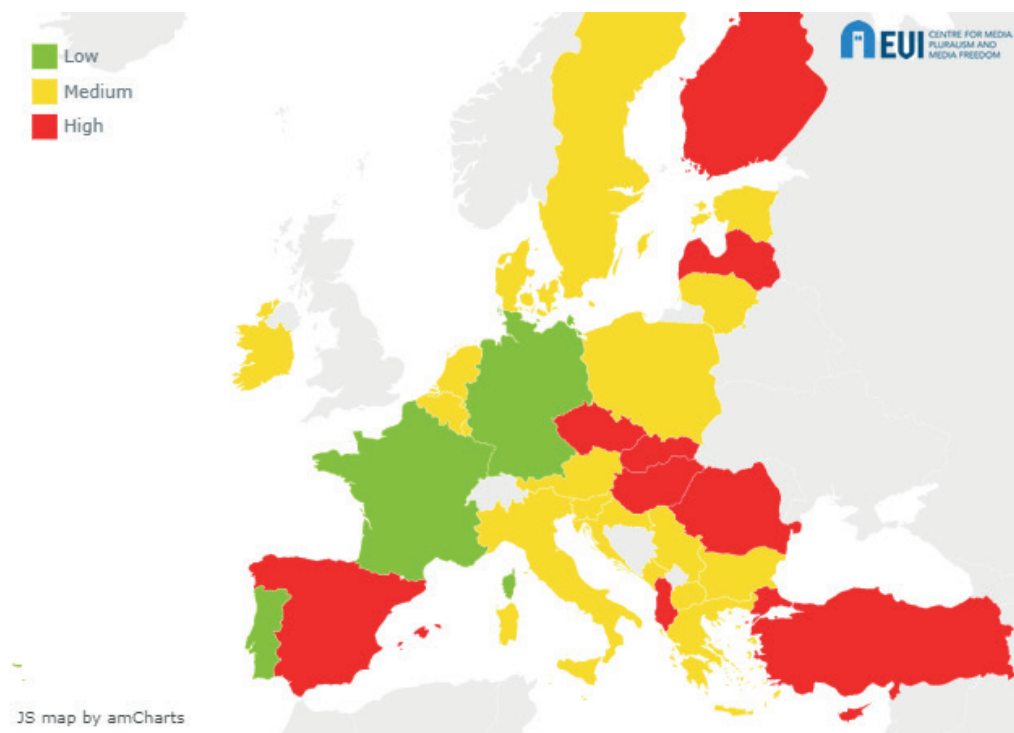 Low
Medium
High
EUI
CENTRE FOR MEDIA
PLURALISM AND
MEDIA FREEDOM
JS map by amCharts